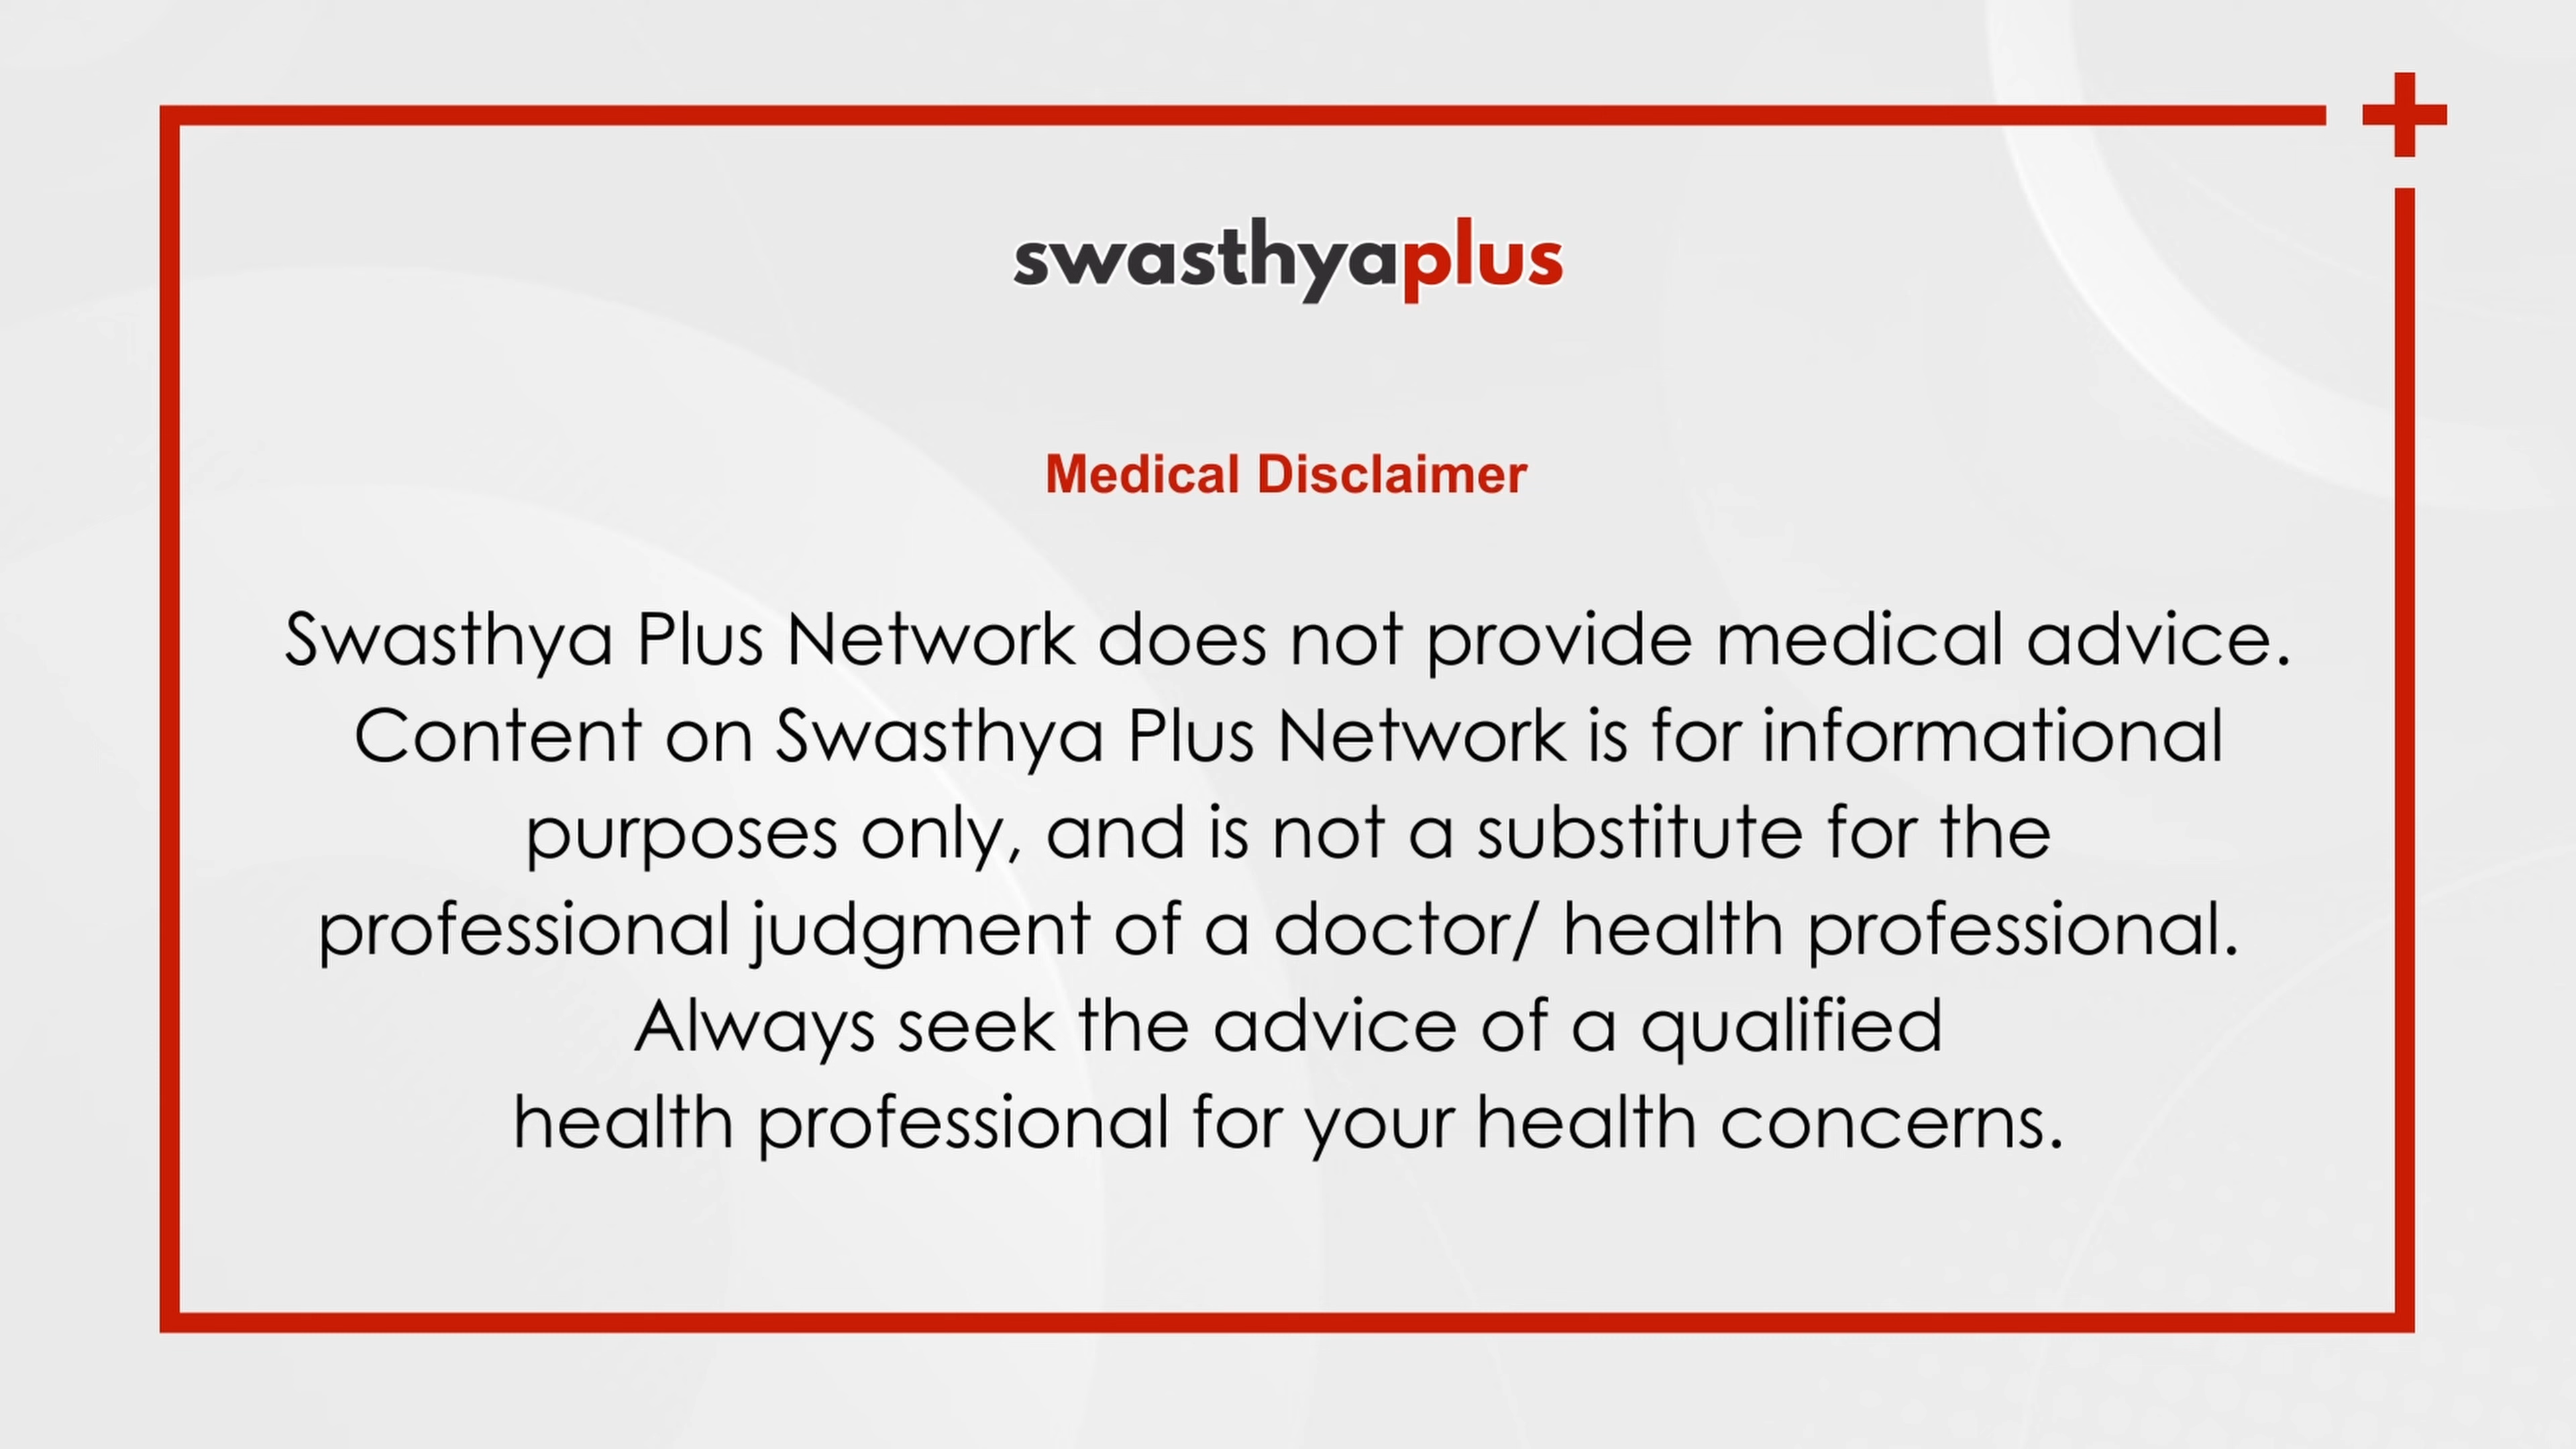 swasthyaplus
Medical Disclaimer
Swasthya Plus Network does not provide medical advice.
Content on Swasthya Plus Network is for informational
purposes only, and is not a substitute for the
professional judgment of a doctor/ health professional.
Always seek the advice of a qualified
health professional for your health concerns.